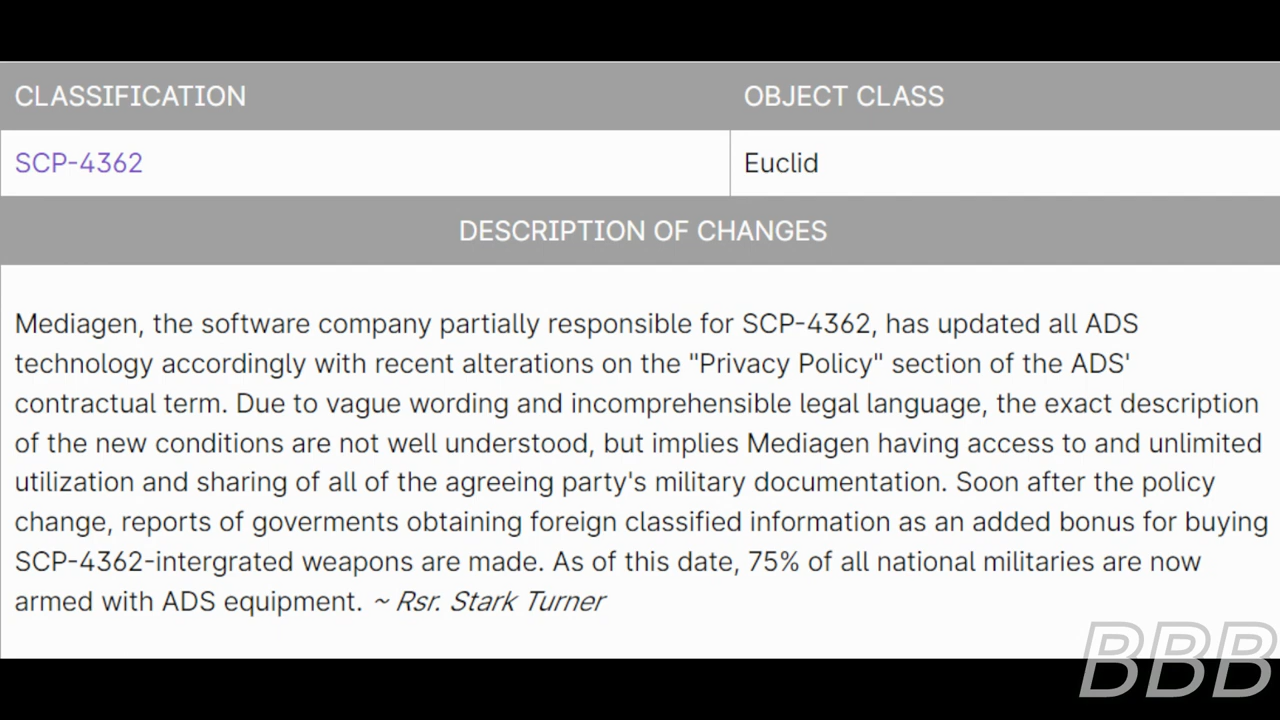 CLASSIFICATION OBJECT CLASS
SCP-4362 Euclid
DESCRIPTION OF CHANGES
Mediagen, the software company partially responsible for SCP-4362, has updated all ADS
technology accordingly with recent alterations on the "Privacy Policy" section of the ADS'
contractual term. Due to vague wording and incomprehensible legal language, the exact description
of the new conditions are not well understood, but implies Mediagen having access to and unlimited
utilization and sharing of all of the agreeing party's military documentation. Soon after the policy
change, reports of goverments obtaining foreign classified information as an added bonus for buying
SCP-4362-intergrated weapons are made. As of this date, 75% of all national militaries are now
armed with ADS equipment. ~ Rsr. Stark Turner
BBB